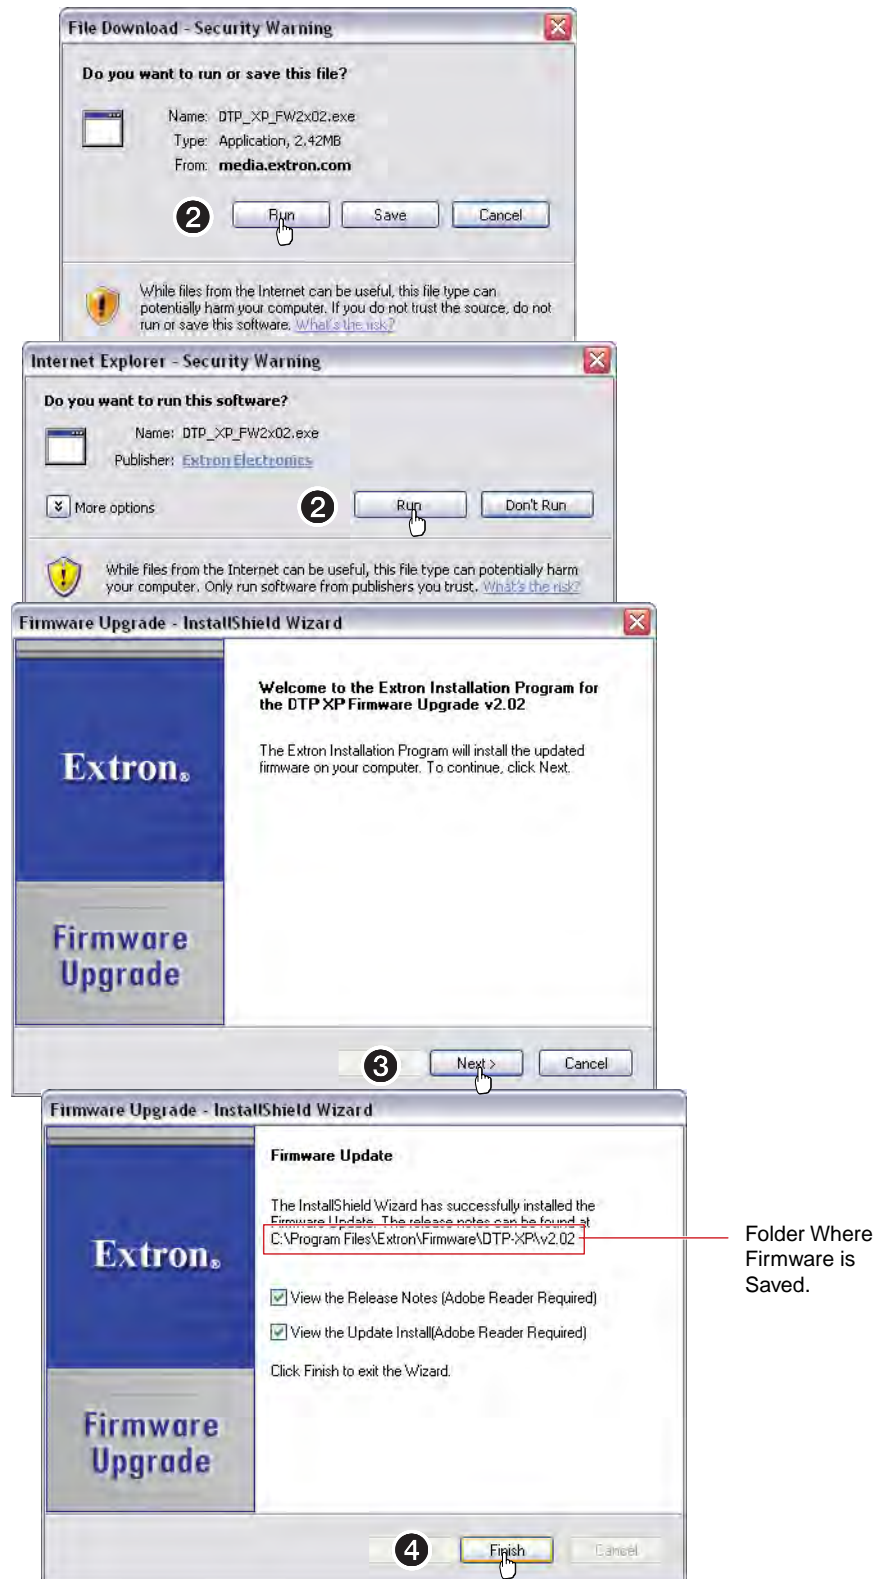 File Download - Security Warning
Do you want to run or save this file?
Name: DTP_XP_FW2x02.exe
Type: Application, 2.42MB
From: media.extron.com
2
Run
Save
Cancel
While files from the Internet can be useful, this file type can
potentially harm your computer. If you do not trust the source, do not
run or save this software. What's the risk?
Internet Explorer - Security Warning
Do you want to run this software?
Name: DTP_XP_FW2x02.exe
Publisher: Extron Electronics
More options
2
Run
Don't Run
While files from the Internet can be useful, this file type can potentially harm
your computer. Only run software from publishers you trust. What's the risk?
Firmware Upgrade - InstallShield Wizard
Welcome to the Extron Installation Program for
the DTP XP Firmware Upgrade v2.02
The Extron Installation Program will install the updated
firmware on your computer. To continue, click Next.
Extron®
Firmware
Upgrade
3
Next >
Cancel
Firmware Upgrade - InstallShield Wizard
Firmware Update
The InstallShield Wizard has successfully installed the
Firmware Update. The release notes can be found at
C:\Program Files\Extron\Firmware\DTP-XP\v2.02
Folder Where
Firmware is
Saved.
Extron®
View the Release Notes (Adobe Reader Required)
View the Update Install(Adobe Reader Required)
Click Finish to exit the Wizard.
Firmware
Upgrade
4
Finish
Cancel